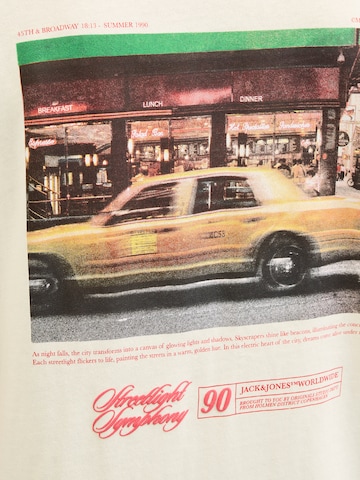 45TH & BROADWAY 18:13 - SUMMER 1990
BREAKFAST
LUNCH
DINNER
As night falls, the city transforms into a canvas of glowing lights and shadows. Skyscrapers shine like beacons, illuminating the
Each streetlight flickers to life, painting the streets in a warm, golden hue. In this electric heart of the city, dreams come alive under
Streetlight
Symphony
90
JACK&JONES™WORLDWIDE
BROUGHT TO YOU BY ORIGINALS
FROM HOLMEN DISTRICT COPENHAGEN